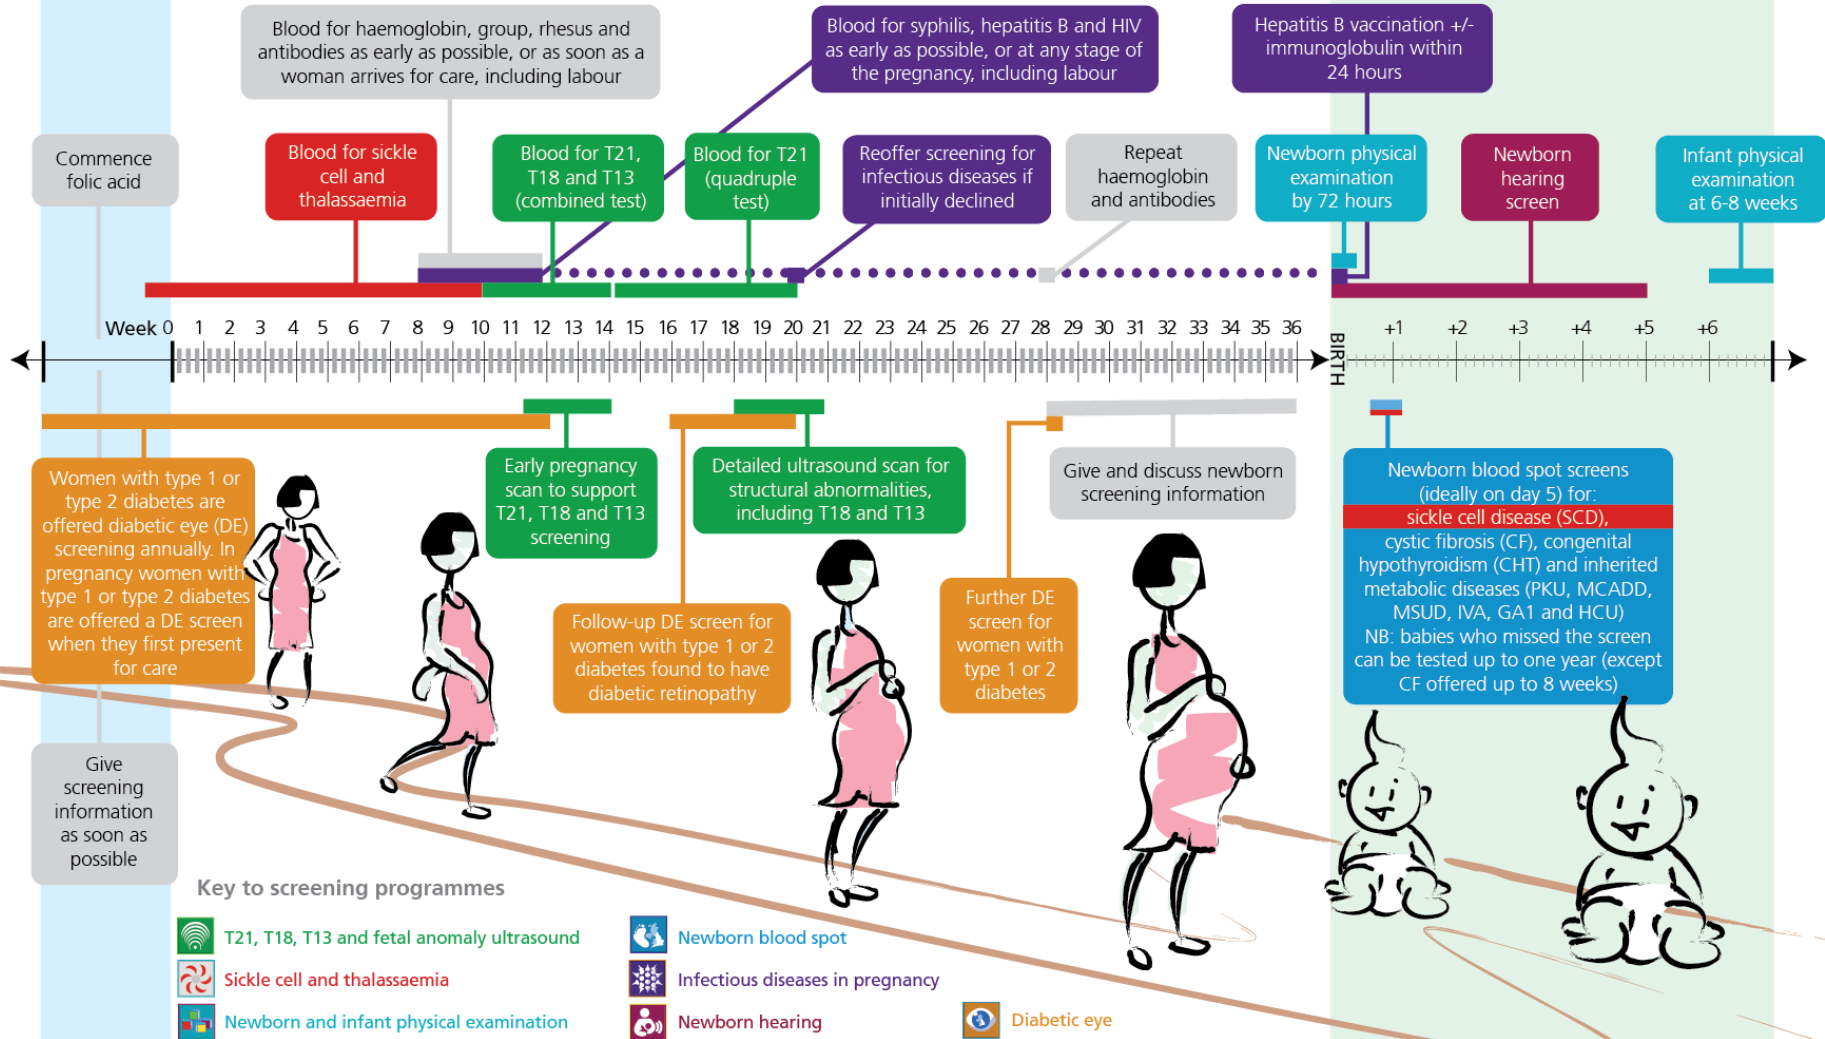 Blood for haemoglobin, group, rhesus and
antibodies as early as possible, or as soon as a
woman arrives for care, including labour
Blood for syphilis, hepatitis B and HIV
as early as possible, or at any stage of
the pregnancy, including labour
Hepatitis B vaccination +/-
immunoglobulin within
24 hours
Commence
folic acid
Blood for sickle
cell and
thalassaemia
Blood for T21,
T18 and T13
(combined test)
Blood for T21
(quadruple
test)
Reoffer screening for
infectious diseases if
initially declined
Repeat
haemoglobin
and antibodies
Newborn physical
examination
by 72 hours
Newborn
hearing
screen
Infant physical
examination
at 6-8 weeks
Week 0 1 2 3 4 5 6 7 8 9 10 11 12 13 14 15 16 17 18 19 20 21 22 23 24 25 26 27 28 29 30 31 32 33 34 35 36
BIRTH
+1 +2 +3 +4 +5 +6
Women with type 1 or
type 2 diabetes are
offered diabetic eye (DE)
screening annually. In
pregnancy women with
type 1 or type 2 diabetes
are offered a DE screen
when they first present
for care
Early pregnancy
scan to support
T21, T18 and T13
screening
Detailed ultrasound scan for
structural abnormalities,
including T18 and T13
Follow-up DE screen for
women with type 1 or 2
diabetes found to have
diabetic retinopathy
Further DE
screen for
women with
type 1 or 2
diabetes
Give and discuss newborn
screening information
Newborn blood spot screens
(ideally on day 5) for:
sickle cell disease (SCD),
cystic fibrosis (CF), congenital
hypothyroidism (CHT) and inherited
metabolic diseases (PKU, MCADD,
MSUD, IVA, GA1 and HCU)
NB: babies who missed the screen
can be tested up to one year (except
CF offered up to 8 weeks)
Give
screening
information
as soon as
possible
Key to screening programmes
T21, T18, T13 and fetal anomaly ultrasound
Sickle cell and thalassaemia
Newborn and infant physical examination
Newborn blood spot
Infectious diseases in pregnancy
Newborn hearing
Diabetic eye